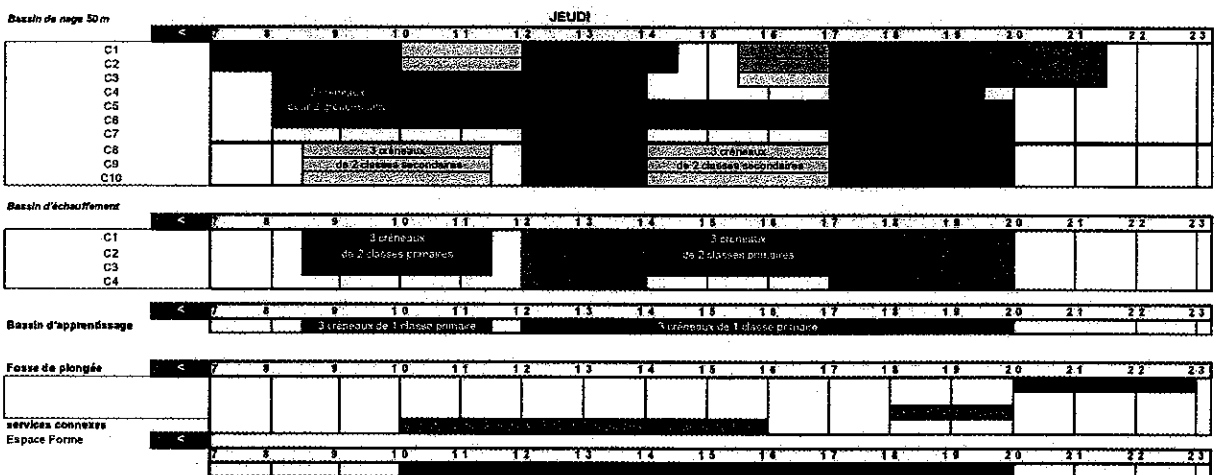 Bassin de nage 50 m
JEUDI
< 7 8 9 10 11 12 13 14 15 16 17 18 19 20 21 22 23
C1
C2
C3
C4
C5
C6
C7
C8 3 créneaux 3 créneaux
C9 de 2 classes secondaires de 2 classes secondaires
C10
Bassin d'échauffement
< 7 8 9 10 11 12 13 14 15 16 17 18 19 20 21 22 23
C1 3 créneaux 3 créneaux
C2 de 2 classes primaires de 2 classes primaires
C3
C4
< 7 8 9 10 11 12 13 14 15 16 17 18 19 20 21 22 23
Bassin d'apprentissage 3 créneaux de 1 classe primaire 3 créneaux de 1 classe primaire
Fosse de plongée < 7 8 9 10 11 12 13 14 15 16 17 18 19 20 21 22 23
services connexes
Espace Forme <
7 8 9 10 11 12 13 14 15 16 17 18 19 20 21 22 23